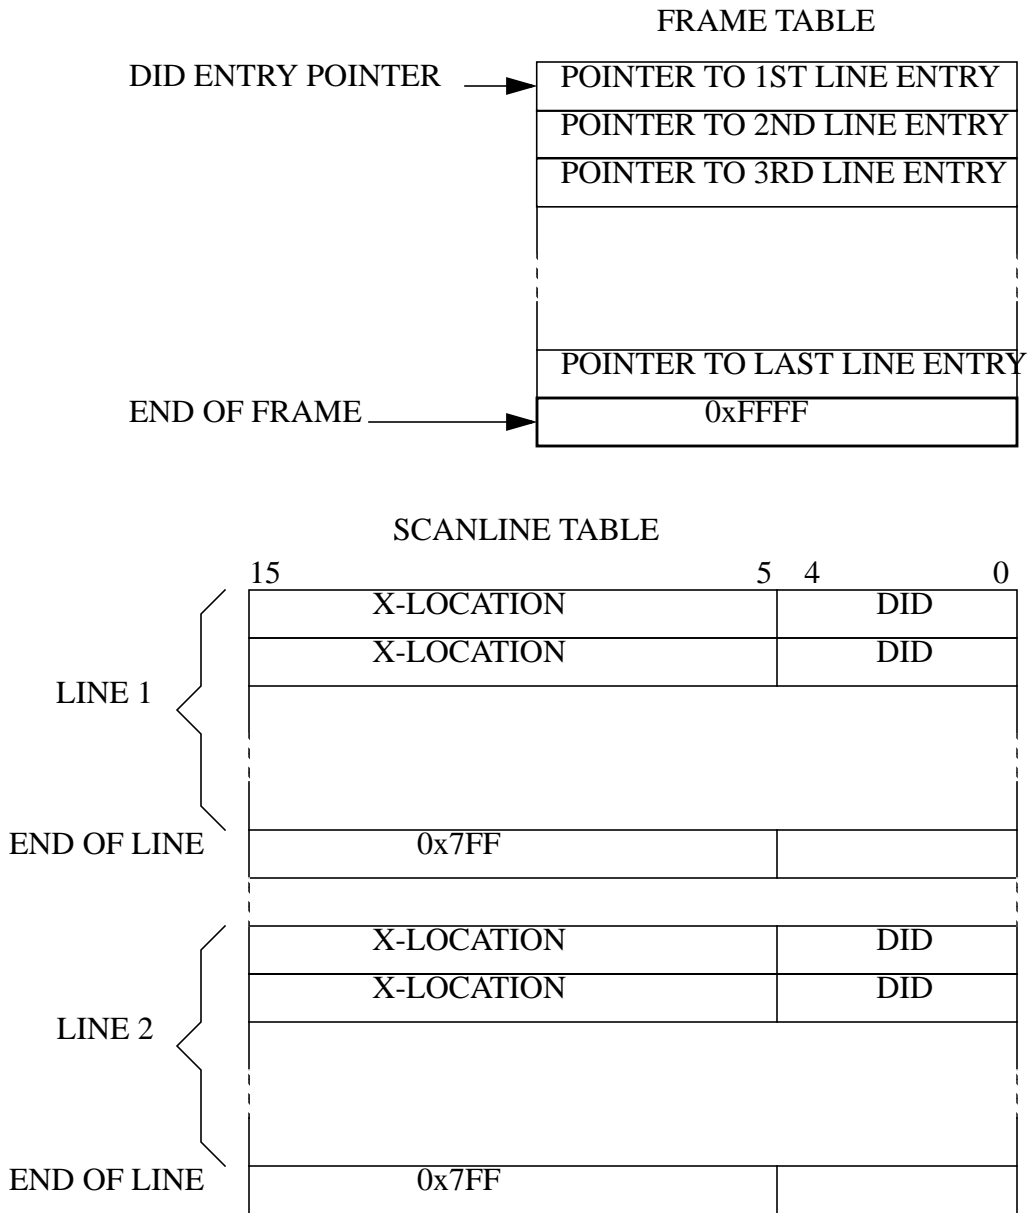 FRAME TABLE
DID ENTRY POINTER POINTER TO 1ST LINE ENTRY
POINTER TO 2ND LINE ENTRY
POINTER TO 3RD LINE ENTRY
POINTER TO LAST LINE ENTRY
END OF FRAME 0xFFFF
SCANLINE TABLE
15 5 4 0
X-LOCATION DID
X-LOCATION DID
LINE 1
END OF LINE 0x7FF
X-LOCATION DID
X-LOCATION DID
LINE 2
END OF LINE 0x7FF